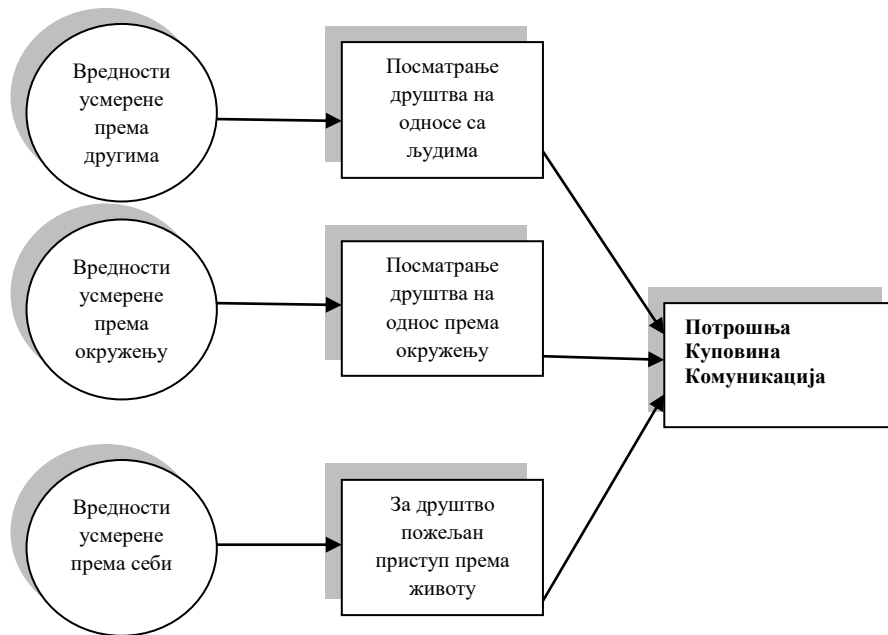 Вредности
усмерене
према
другима
Посматрање
друштва на
односе са
људима
Вредности
усмерене
према
окружењу
Посматрање
друштва на
однос према
окружењу
Потрошња
Куповина
Комуникација
Вредности
усмерене
према себи
За друштво
пожељан
приступ према
животу